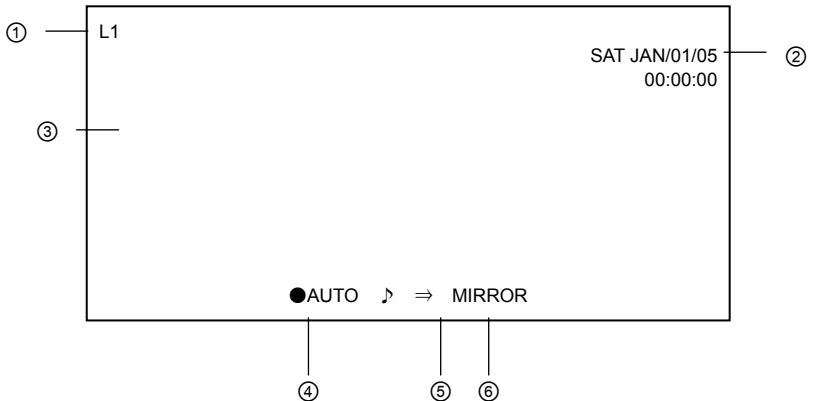 ① L1
SAT JAN/01/05 ②
00:00:00
③
●AUTO ♪ ⇒ MIRROR
④ ⑤ ⑥